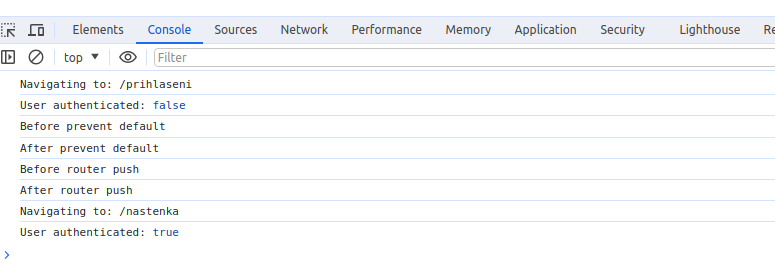 Elements Console Sources Network Performance Memory Application Security Lighthouse
top Filter
Navigating to: /prihlaseni
User authenticated: false
Before prevent default
After prevent default
Before router push
After router push
Navigating to: /nastenka
User authenticated: true